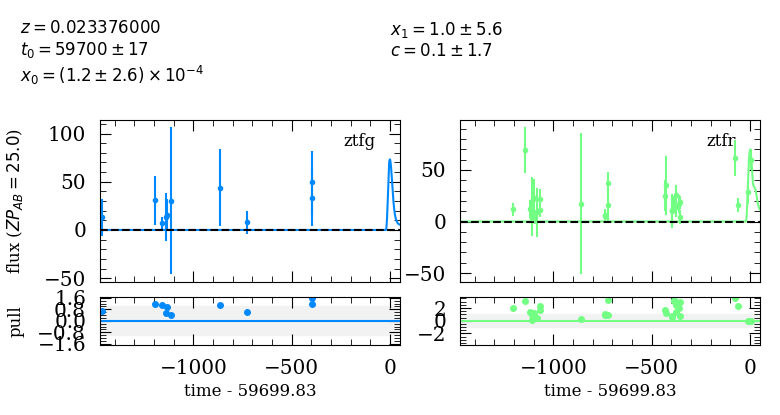 z = 0.023376000
t₀ = 59700 ± 17
x₀ = (1.2 ± 2.6) × 10⁻⁴
x₁ = 1.0 ± 5.6
c = 0.1 ± 1.7
flux (ZP_AB = 25.0)
100
50
0
−50
ztfg
50
0
−50
ztfr
pull
1.6
0.8
0.0
−0.8
−1.6
2
0
−2
−1000
−500
0
−1000
−500
0
time - 59699.83
time - 59699.83